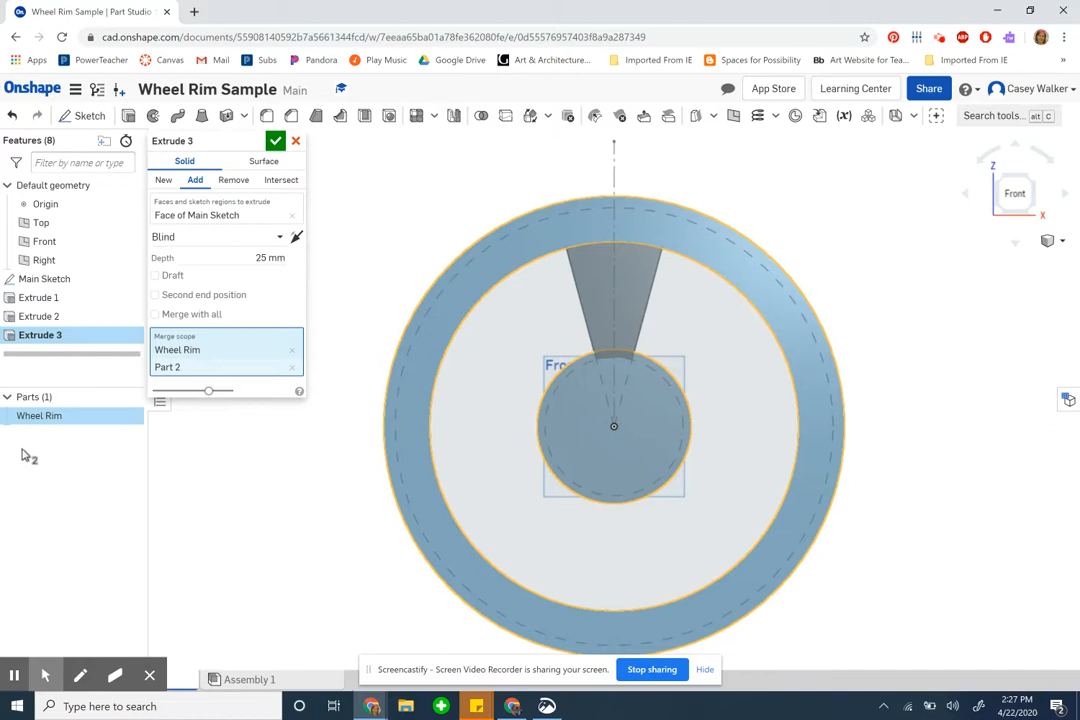 Wheel Rim Sample | Part Studio
cad.onshape.com/documents/55908140592b7a5661344fcd/w/7eeaa65ba01a78fe362080fe/e/0d55576957403f8a9a287349
Apps
PowerTeacher
Canvas
Mail
Subs
Pandora
Play Music
Google Drive
Art & Architecture...
Imported From IE
Spaces for Possibility
Art Website for Tea...
Imported From IE
Onshape
Wheel Rim Sample
Main
App Store
Learning Center
Share
Casey Walker
Sketch
Search tools...
alt C
Features (8)
Filter by name or type
Default geometry
Origin
Top
Front
Right
Main Sketch
Extrude 1
Extrude 2
Extrude 3
Parts (1)
Wheel Rim
Extrude 3
Solid
Surface
New
Add
Remove
Intersect
Faces and sketch regions to extrude
Face of Main Sketch
Blind
Depth
25 mm
Draft
Second end position
Merge with all
Merge scope
Wheel Rim
Part 2
Z
Front
X
Assembly 1
Screencastify - Screen Video Recorder is sharing your screen.
Stop sharing
Hide
Type here to search
2:27 PM
4/22/2020
2